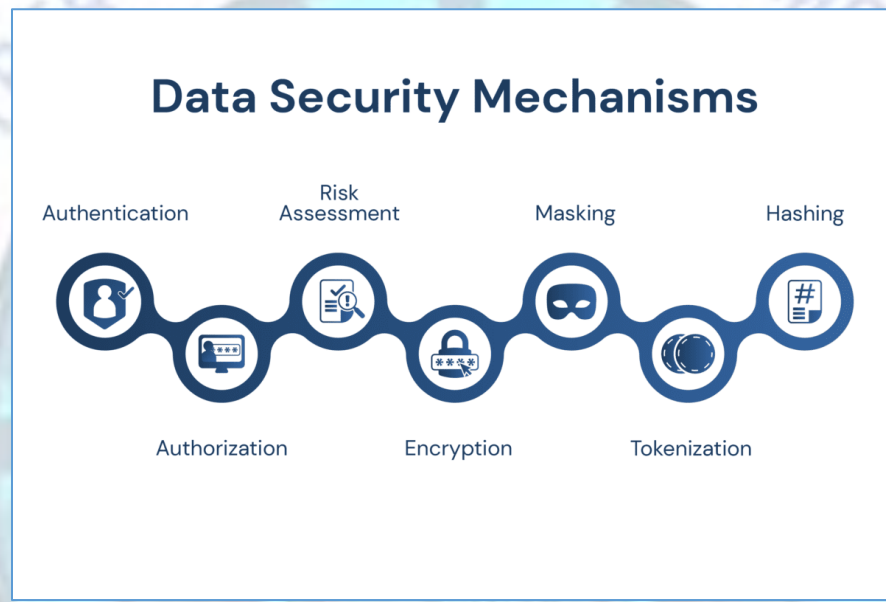 Data Security Mechanisms
Authentication
Risk
Assessment
Masking
Hashing
****
#
****
Authorization
Encryption
Tokenization